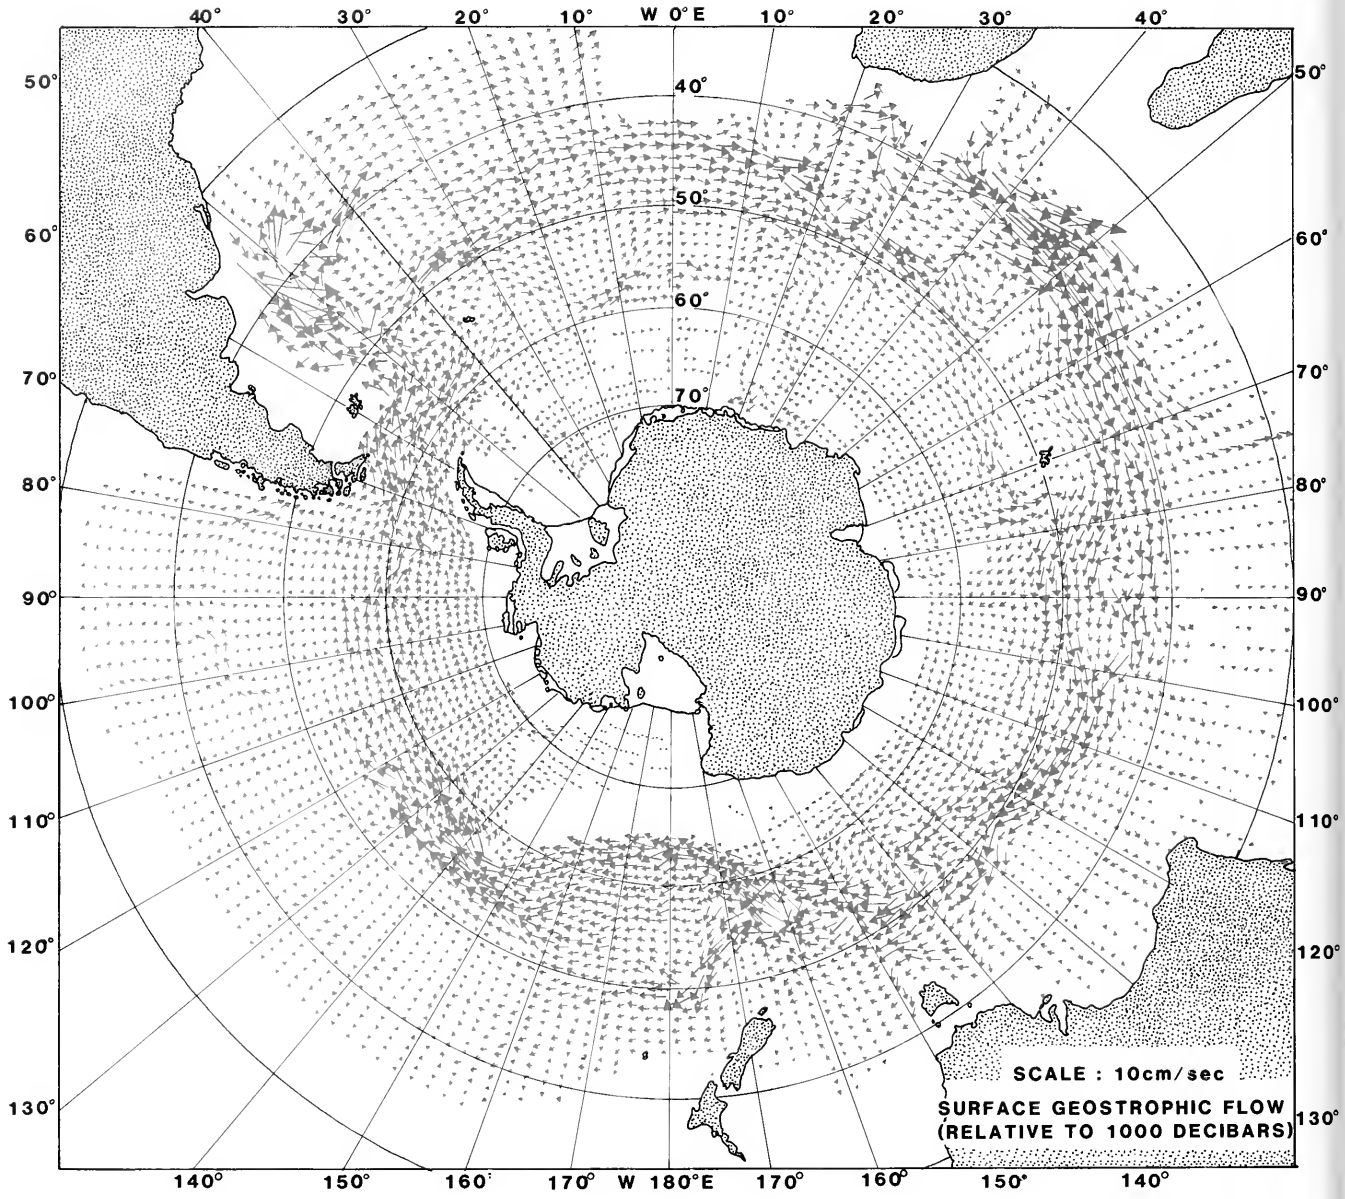 40° 30° 20° 10° W 0° E 10° 20° 30° 40°
50° 50°
40°
50°
60° 60°
60°
70° 70°
70°
80° 80°
90° 90°
100° 100°
110° 110°
120° 120°
SCALE : 10cm/sec
SURFACE GEOSTROPHIC FLOW
130° 130°
(RELATIVE TO 1000 DECIBARS)
140° 150° 160° 170° W 180° E 170° 160° 150° 140°